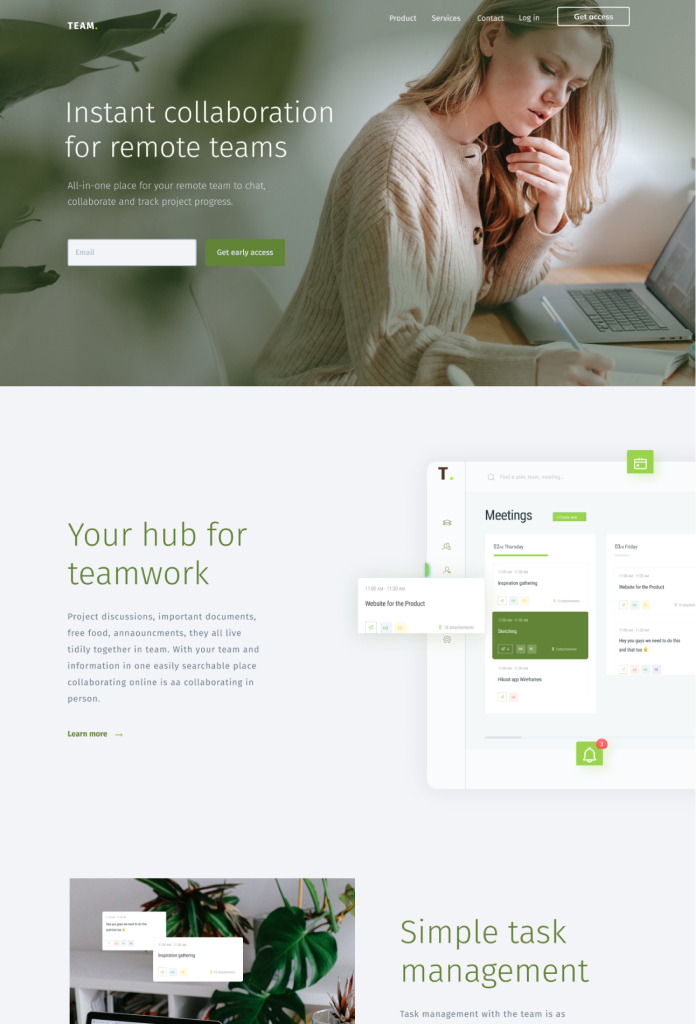 TEAM.
Product Services Contact Log in Get access
Instant collaboration
for remote teams
All-in-one place for your remote team to chat,
collaborate and track project progress.
Email Get early access
Your hub for
teamwork
Project discussions, important documents,
free food, annaouncments, they all live
tidily together in team. With your team and
information in one easily searchable place
collaborating online is aa collaborating in
person.
Learn more →
T.
Find a user, team, meeting...
Meetings
02nd Thursday
11:00 AM - 11:30 AM
Inspiration gathering
11:00 AM - 11:30 AM
Sketching
11:00 AM - 11:30 AM
Hikoot app Wireframes
03rd Friday
11:00 AM - 11:30 AM
Website for the Product
11:00 AM - 11:30 AM
Hey you guys we need to do this
and that too
11:00 AM - 11:30 AM
Website for the Product
3
Hey you guys we need to do this
and that too
11:00 AM - 11:30 AM
Inspiration gathering
Simple task
management
Task management with the team is as